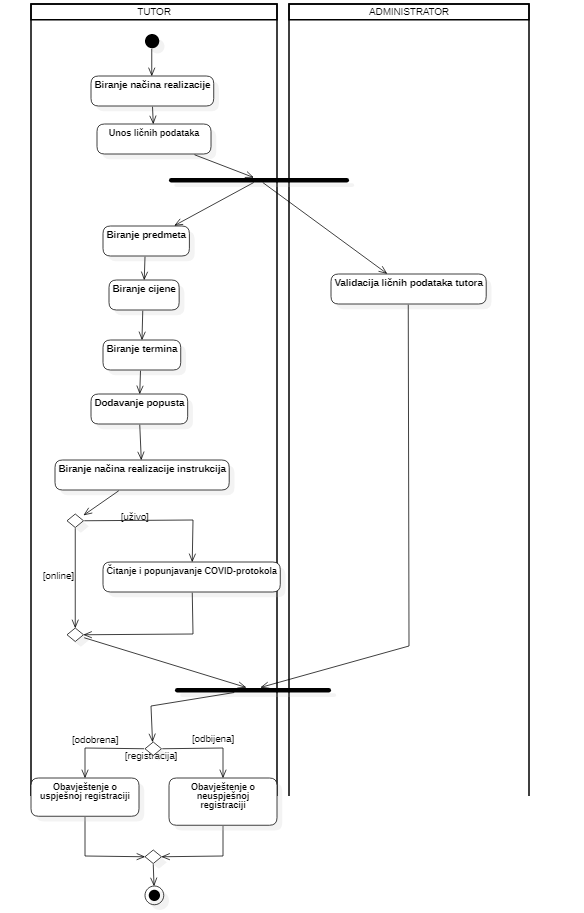 TUTOR
ADMINISTRATOR
Biranje načina realizacije
Unos ličnih podataka
Biranje predmeta
Validacija ličnih podataka tutora
Biranje cijene
Biranje termina
Dodavanje popusta
Biranje načina realizacije instrukcija
[uživo]
[online]
Čitanje i popunjavanje COVID-protokola
[odobrena]
[odbijena]
[registracija]
Obavještenje o
uspješnoj registraciji
Obavještenje o
neuspješnoj
registraciji